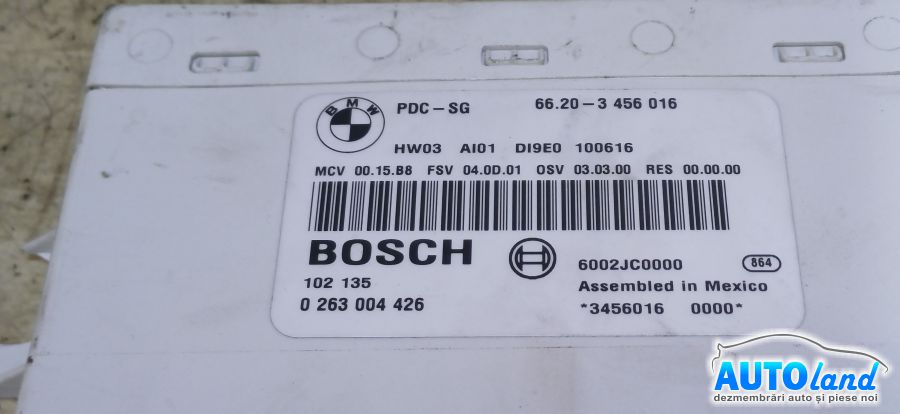 BMW PDC-SG 66.20-3 456 016
HW03 AI01 DI9E0 100616
MCV 00.15.B8 FSV 04.0D.01 OSV 03.03.00 RES 00.00.00
BOSCH
6002JC0000 864
102 135
Assembled in Mexico
0 263 004 426
*3456016 0000*
AUTOland
dezmembrări auto și piese noi